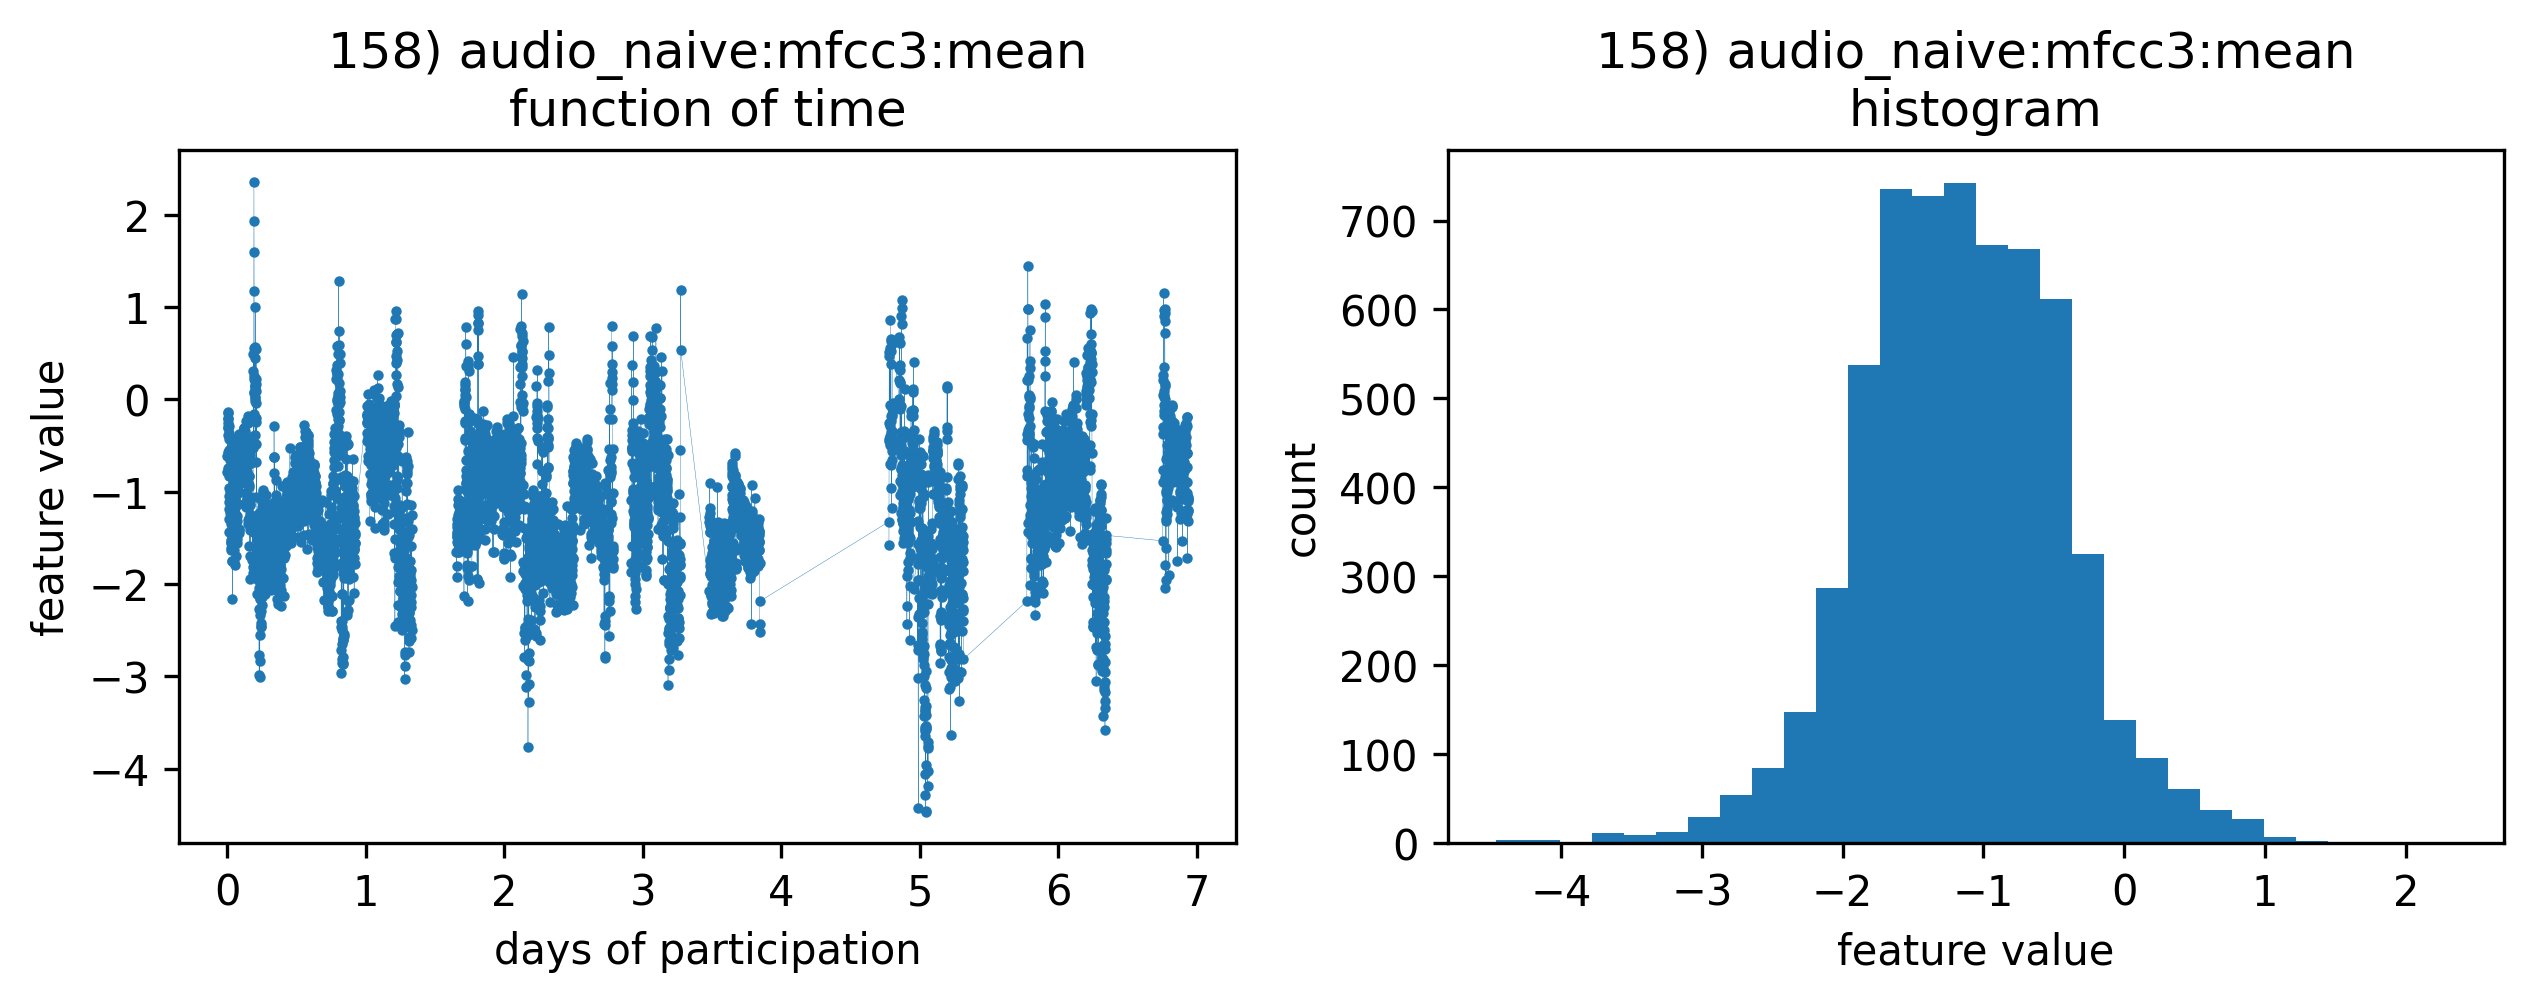 158) audio_naive:mfcc3:mean
function of time
feature value
2
1
0
−1
−2
−3
−4
0 1 2 3 4 5 6 7
days of participation
158) audio_naive:mfcc3:mean
histogram
count
700
600
500
400
300
200
100
0
−4 −3 −2 −1 0 1 2
feature value